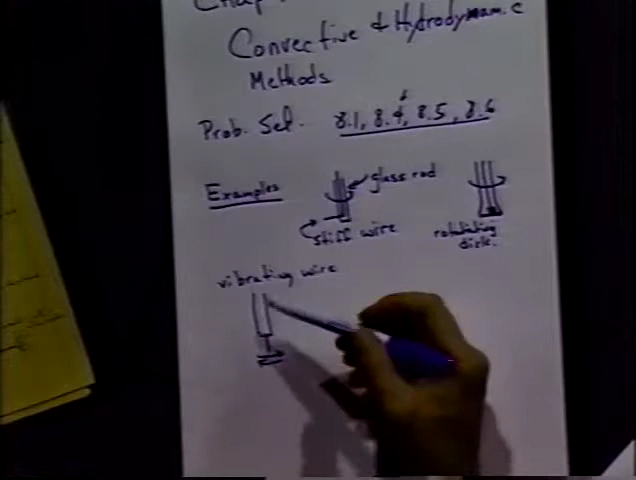 Chap
Convective & Hydrodynamic
Methods
Prob. Set. 8.1, 8.4, 8.5, 8.6
Examples
glass rod
stiff wire
rotating
disk.
vibrating wire